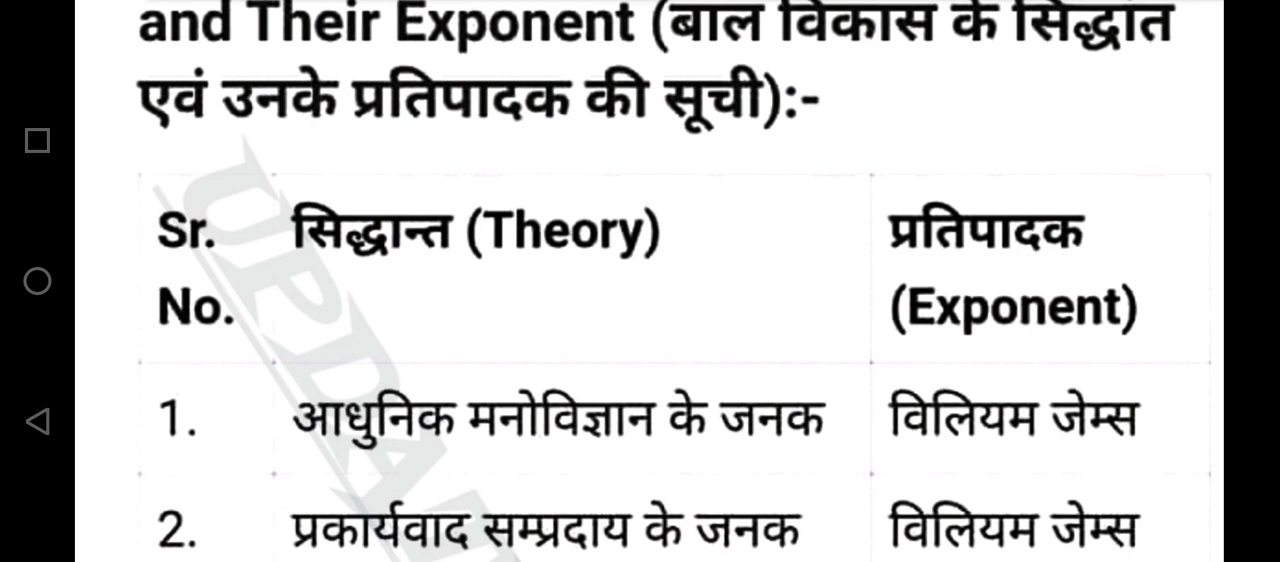 and Their Exponent (बाल विकास के सिद्धांत
एवं उनके प्रतिपादक की सूची):-
Sr. No.
सिद्धान्त (Theory)
प्रतिपादक (Exponent)
1. आधुनिक मनोविज्ञान के जनक विलियम जेम्स
2. प्रकार्यवाद सम्प्रदाय के जनक विलियम जेम्स